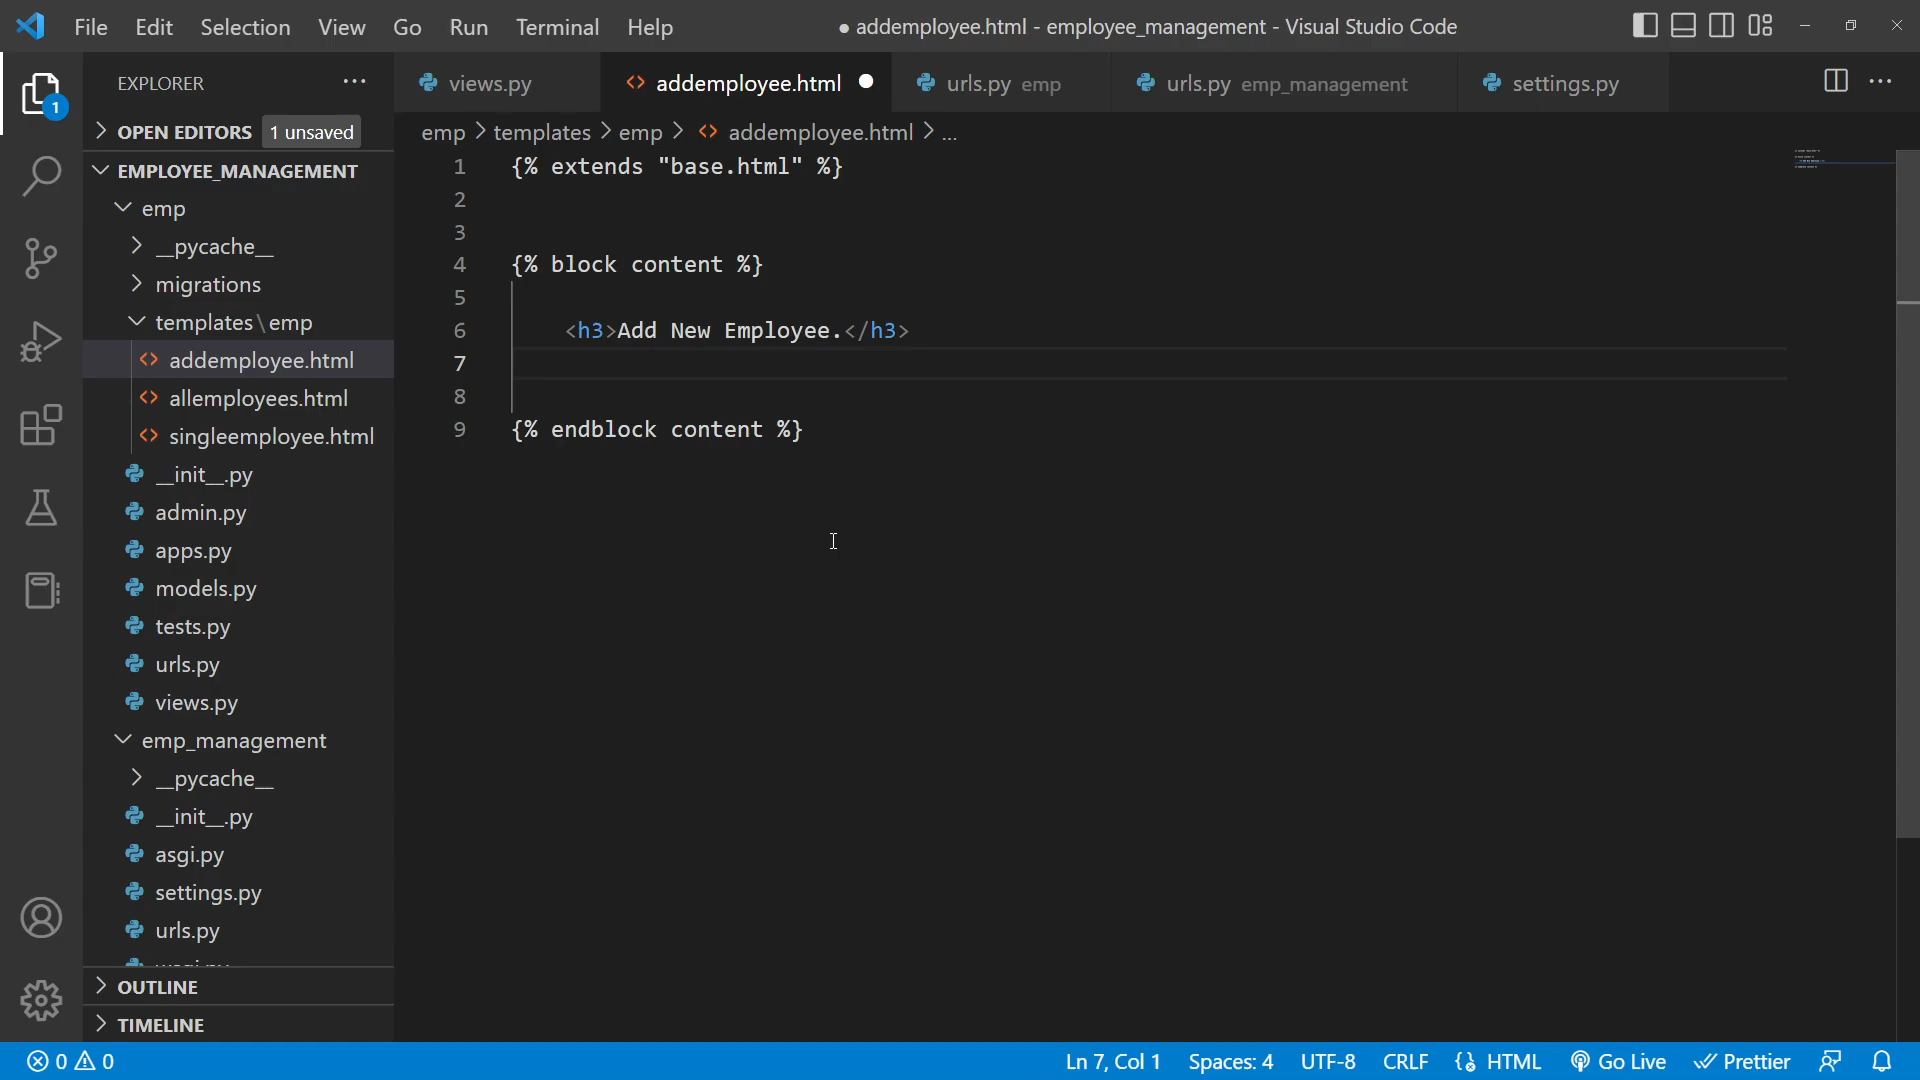 File Edit Selection View Go Run Terminal Help
● addemployee.html - employee_management - Visual Studio Code
EXPLORER
views.py
addemployee.html
urls.py emp
urls.py emp_management
settings.py
1
OPEN EDITORS 1 unsaved
emp > templates > emp > addemployee.html > ...
EMPLOYEE_MANAGEMENT
emp
__pycache__
migrations
templates\emp
addemployee.html
allemployees.html
singleemployee.html
__init__.py
admin.py
apps.py
models.py
tests.py
urls.py
views.py
emp_management
__pycache__
__init__.py
asgi.py
settings.py
urls.py
OUTLINE
TIMELINE
1 {% extends "base.html" %}
2
3
4 {% block content %}
5
6 <h3>Add New Employee.</h3>
7
8
9 {% endblock content %}
0 0
Ln 7, Col 1 Spaces: 4 UTF-8 CRLF HTML Go Live Prettier